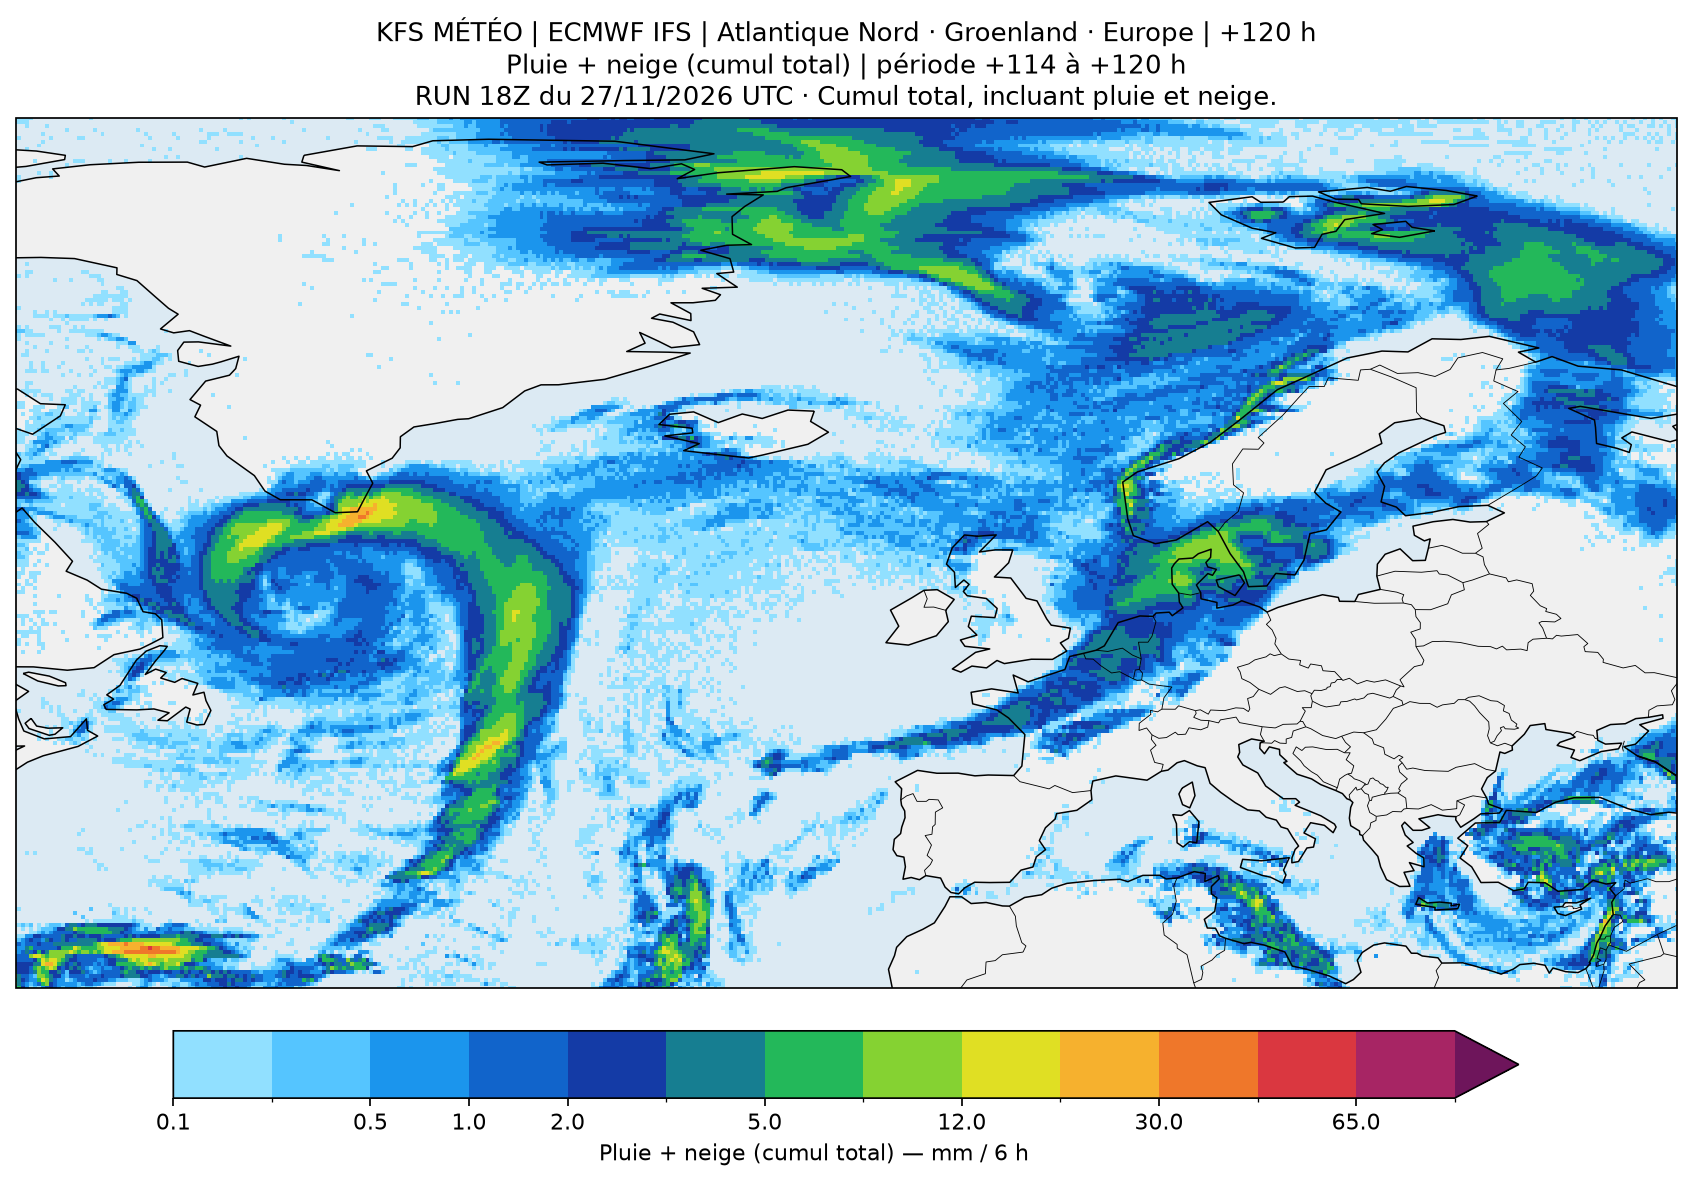 KFS MÉTÉO | ECMWF IFS | Atlantique Nord · Groenland · Europe | +120 h
Pluie + neige (cumul total) | période +114 à +120 h
RUN 18Z du 27/11/2026 UTC · Cumul total, incluant pluie et neige.
0.1 0.5 1.0 2.0 5.0 12.0 30.0 65.0
Pluie + neige (cumul total) — mm / 6 h